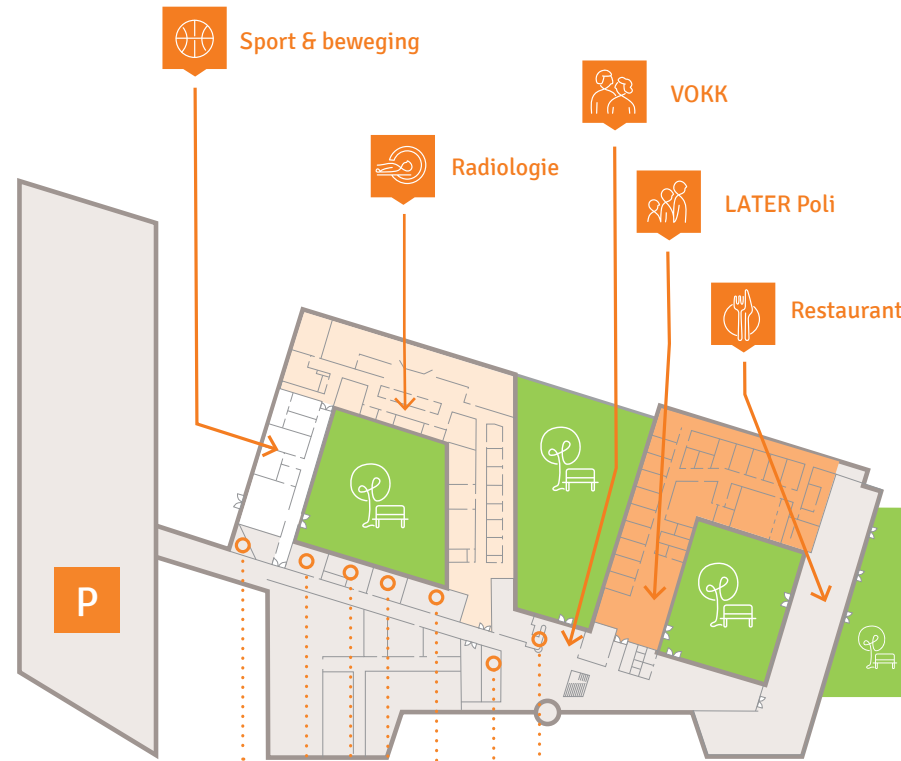 Sport & beweging
VOKK
Radiologie
LATER Poli
Restaurant
P